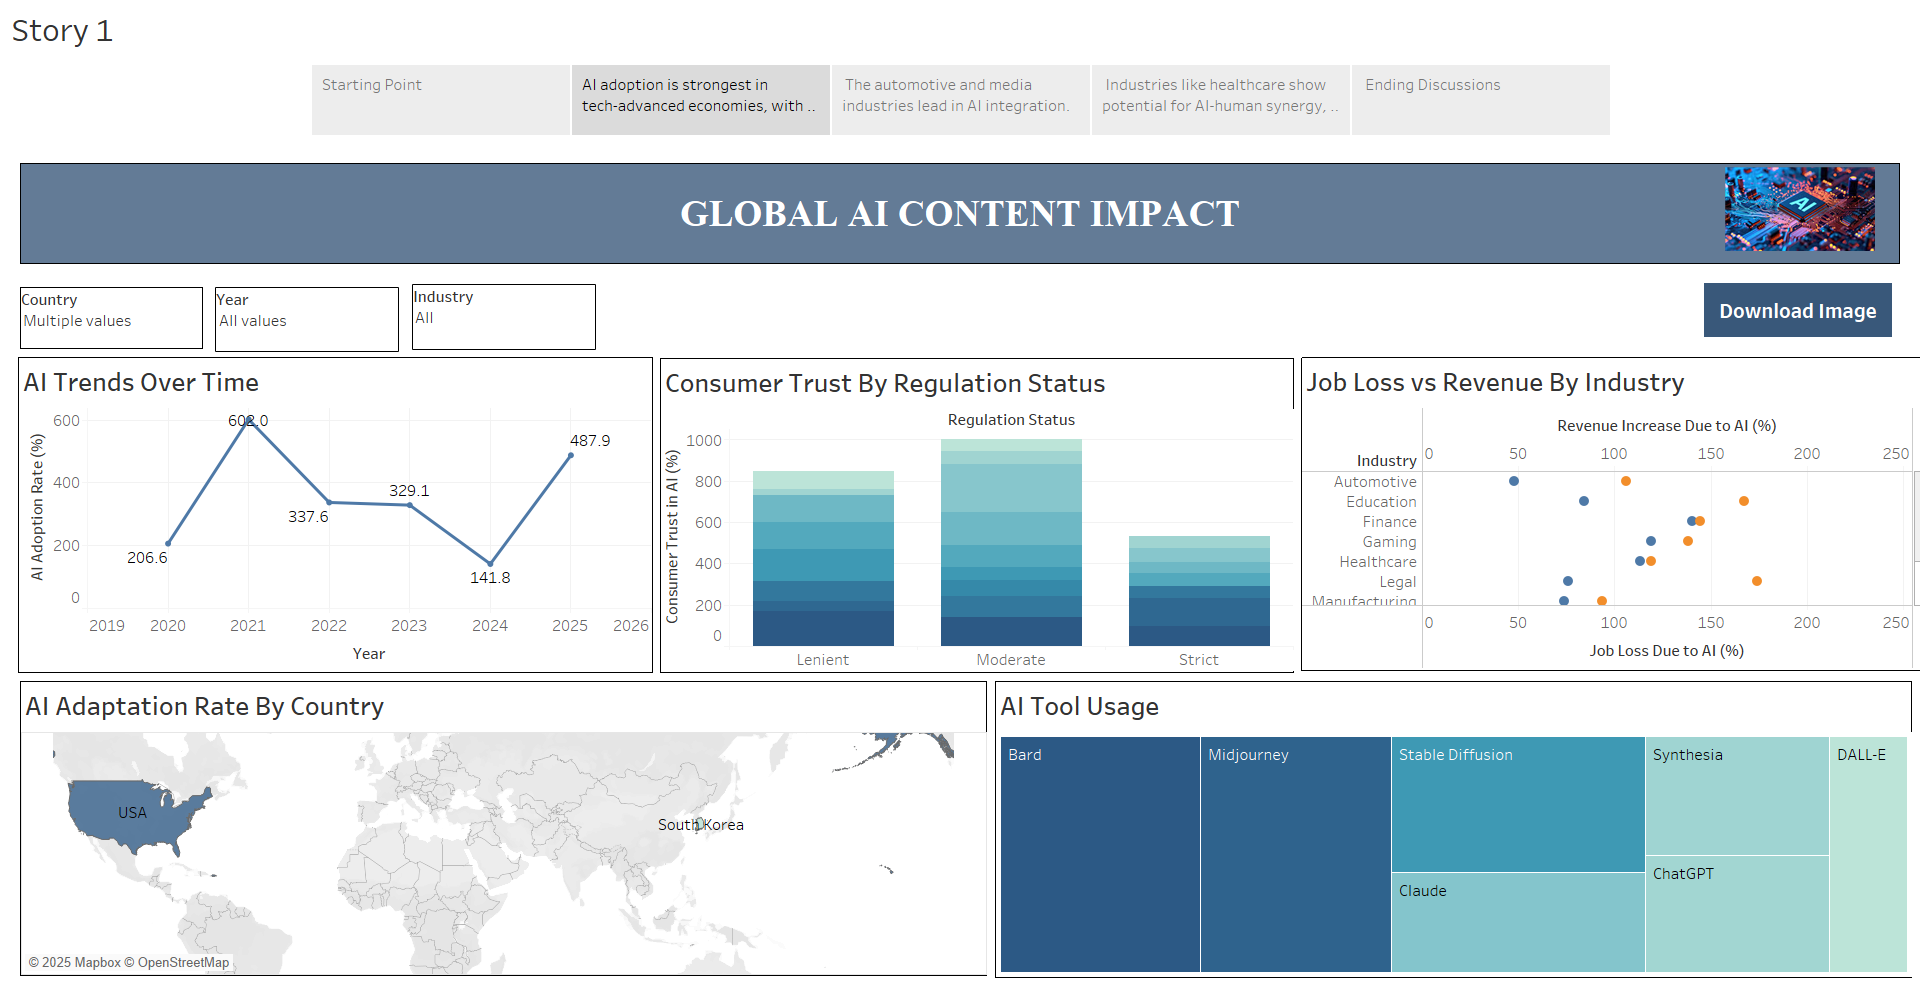 Story 1
Starting Point
AI adoption is strongest in
tech-advanced economies, with ..
The automotive and media
industries lead in AI integration.
Industries like healthcare show
potential for AI-human synergy, ..
Ending Discussions
GLOBAL AI CONTENT IMPACT
AI
Country
Multiple values
Year
All values
Industry
All
Download Image
AI Trends Over Time
AI Adoption Rate (%)
600
400
200
0
602.0
487.9
329.1
337.6
206.6
141.8
2019 2020 2021 2022 2023 2024 2025 2026
Year
Consumer Trust By Regulation Status
Regulation Status
Consumer Trust in AI (%)
1000
800
600
400
200
0
Lenient Moderate Strict
Job Loss vs Revenue By Industry
Revenue Increase Due to AI (%)
0 50 100 150 200 250
Industry
Automotive
Education
Finance
Gaming
Healthcare
Legal
Manufacturing
0 50 100 150 200 250
Job Loss Due to AI (%)
AI Adaptation Rate By Country
USA
South Korea
© 2025 Mapbox © OpenStreetMap
AI Tool Usage
Bard
Midjourney
Stable Diffusion
Claude
Synthesia
ChatGPT
DALL-E